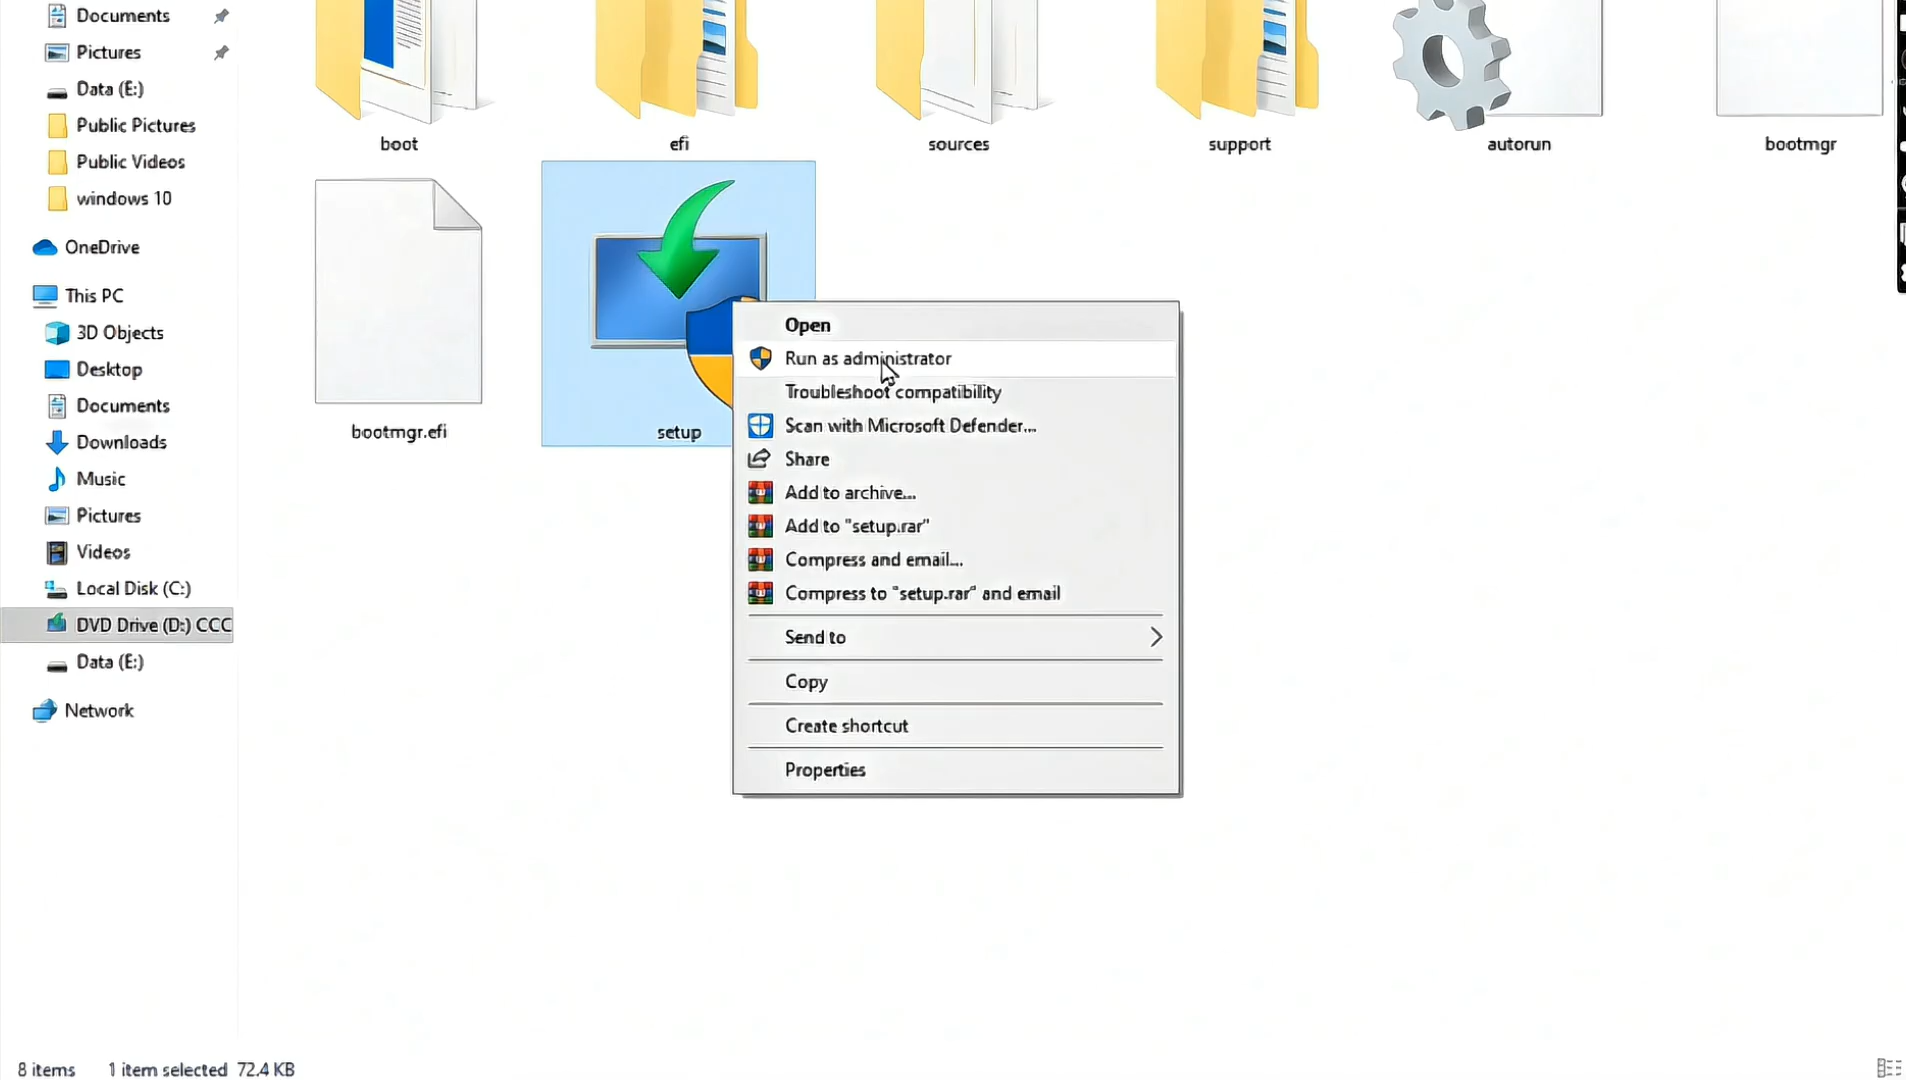 Documents
Pictures
Data (E:)
Public Pictures
Public Videos
windows 10
OneDrive
This PC
3D Objects
Desktop
Documents
Downloads
Music
Pictures
Videos
Local Disk (C:)
DVD Drive (D:) CCC
Data (E:)
Network
boot
efi
sources
support
autorun
bootmgr
bootmgr.efi
setup
Open
Run as administrator
Troubleshoot compatibility
Scan with Microsoft Defender...
Share
Add to archive...
Add to "setup.rar"
Compress and email...
Compress to "setup.rar" and email
Send to
Copy
Create shortcut
Properties
8 items 1 item selected 72.4 KB